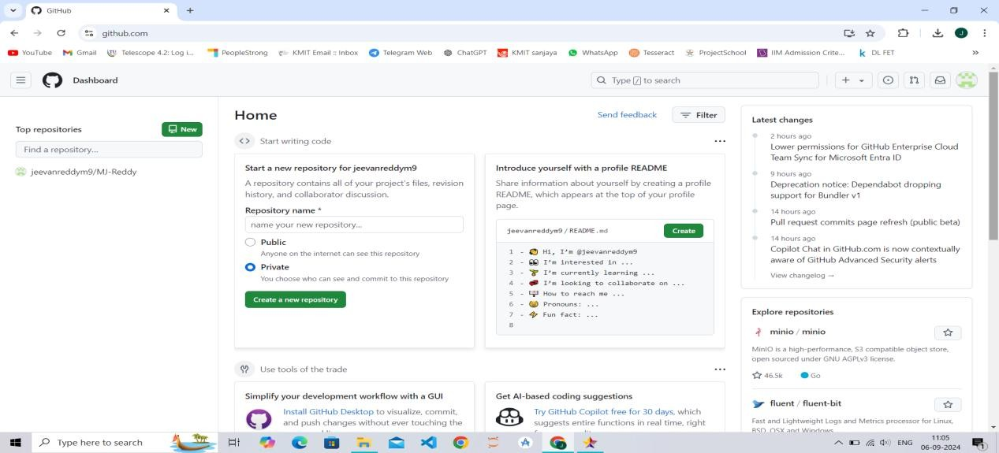 GitHub
github.com
YouTube
Gmail
Telescope 4.2: Log i...
PeopleStrong
KMIT Email :: Inbox
Telegram Web
ChatGPT
KMIT sanjaya
WhatsApp
Tesseract
ProjectSchool
IIM Admission Crite...
DL FET
»
Dashboard
Type / to search
Top repositories
New
Find a repository...
jeevanreddym9/MJ-Reddy
Home
Send feedback
Filter
Start writing code
Start a new repository for jeevanreddym9
A repository contains all of your project's files, revision
history, and collaborator discussion.
Repository name *
name your new repository...
Public
Anyone on the internet can see this repository
Private
You choose who can see and commit to this repository
Create a new repository
Introduce yourself with a profile README
Share information about yourself by creating a profile
README, which appears at the top of your profile
page.
jeevanreddym9 / README.md
Create
1 - 👋 Hi, I'm @jeevanreddym9
2 - 👀 I'm interested in ...
3 - 🌱 I'm currently learning ...
4 - 💞️ I'm looking to collaborate on ...
5 - 📫 How to reach me ...
6 - 😄 Pronouns: ...
7 - ⚡ Fun fact: ...
8
Use tools of the trade
Simplify your development workflow with a GUI
Install GitHub Desktop to visualize, commit,
and push changes without ever touching the
Get AI-based coding suggestions
Try GitHub Copilot free for 30 days, which
suggests entire functions in real time, right
Latest changes
2 hours ago
Lower permissions for GitHub Enterprise Cloud
Team Sync for Microsoft Entra ID
9 hours ago
Deprecation notice: Dependabot dropping
support for Bundler v1
14 hours ago
Pull request commits page refresh (public beta)
14 hours ago
Copilot Chat in GitHub.com is now contextually
aware of GitHub Advanced Security alerts
View changelog →
Explore repositories
minio / minio
MinIO is a high-performance, S3 compatible object store,
open sourced under GNU AGPLv3 license.
46.5k
Go
fluent / fluent-bit
Fast and Lightweight Logs and Metrics processor for Linux,
BSD, OSX and Windows
Type here to search
ENG
11:05
06-09-2024